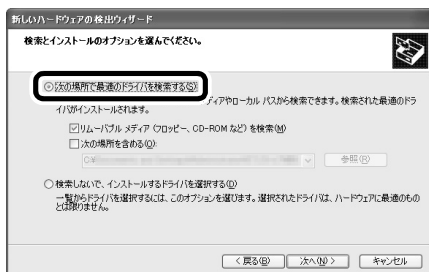 新しいハードウェアの検出ウィザード
検索とインストールのオプションを選んでください。
次の場所で最適のドライバを検索する(S)
ディアやローカル パスから検索できます。検索された最適のドラ
イバがインストールされます。
リムーバブル メディア (フロッピー、CD-ROM など) を検索(M)
次の場所を含める(O):
参照(R)
検索しないで、インストールするドライバを選択する(D)
一覧からドライバを選択するには、このオプションを選びます。選択されたドライバは、ハードウェアに最適のもの
とは限りません。
< 戻る(B)
次へ(N) >
キャンセル